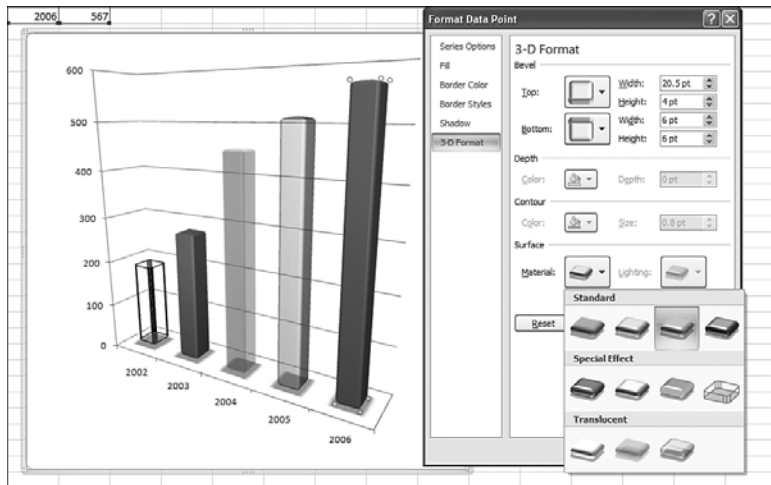 2006 567
600
500
400
300
200
100
0
2002
2003
2004
2005
2006
Format Data Point
Series Options
Fill
Border Color
Border Styles
Shadow
3-D Format
3-D Format
Bevel
Top:
Width: 20.5 pt
Height: 4 pt
Bottom:
Width: 6 pt
Height: 6 pt
Depth
Color:
Depth: 0 pt
Contour
Color:
Size: 0.8 pt
Surface
Material:
Lighting:
Reset
Standard
Special Effect
Translucent